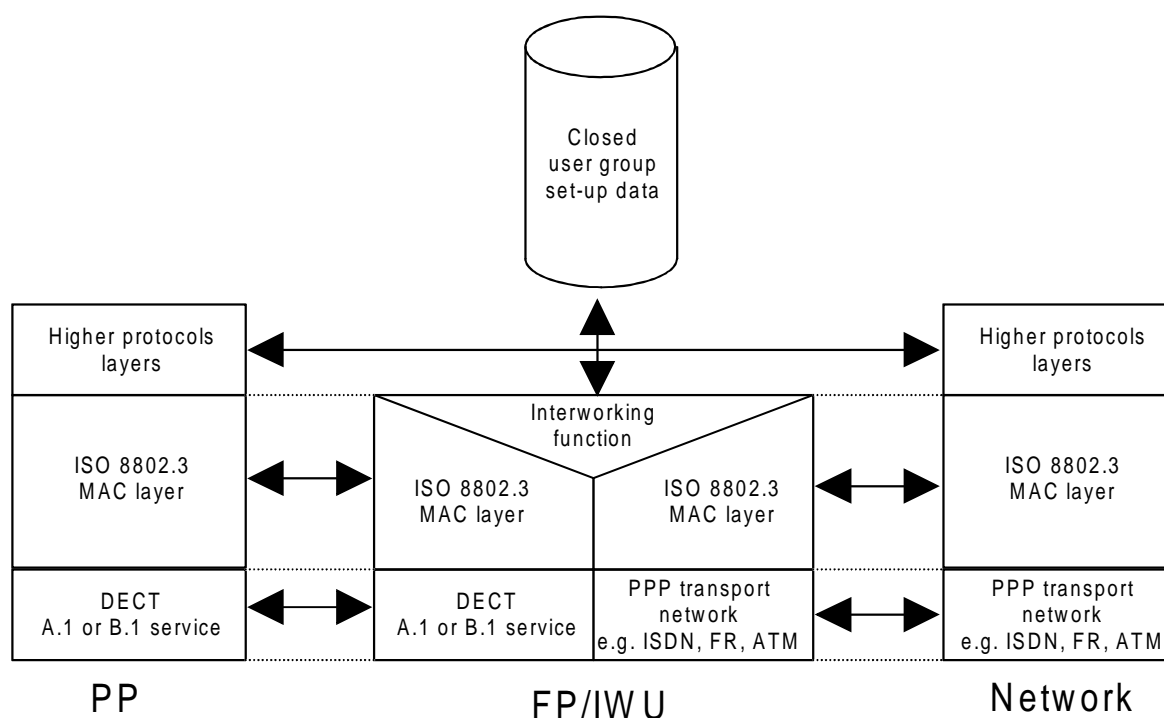 Closed
user group
set-up data
Higher protocols
layers
Higher protocols
layers
Interworking
function
ISO 8802.3
MAC layer
ISO 8802.3
MAC layer
ISO 8802.3
MAC layer
ISO 8802.3
MAC layer
DECT
A.1 or B.1 service
DECT
A.1 or B.1 service
PPP transport
network
e.g. ISDN, FR, ATM
PPP transport
network
e.g. ISDN, FR, ATM
PP
FP/IWU
Network